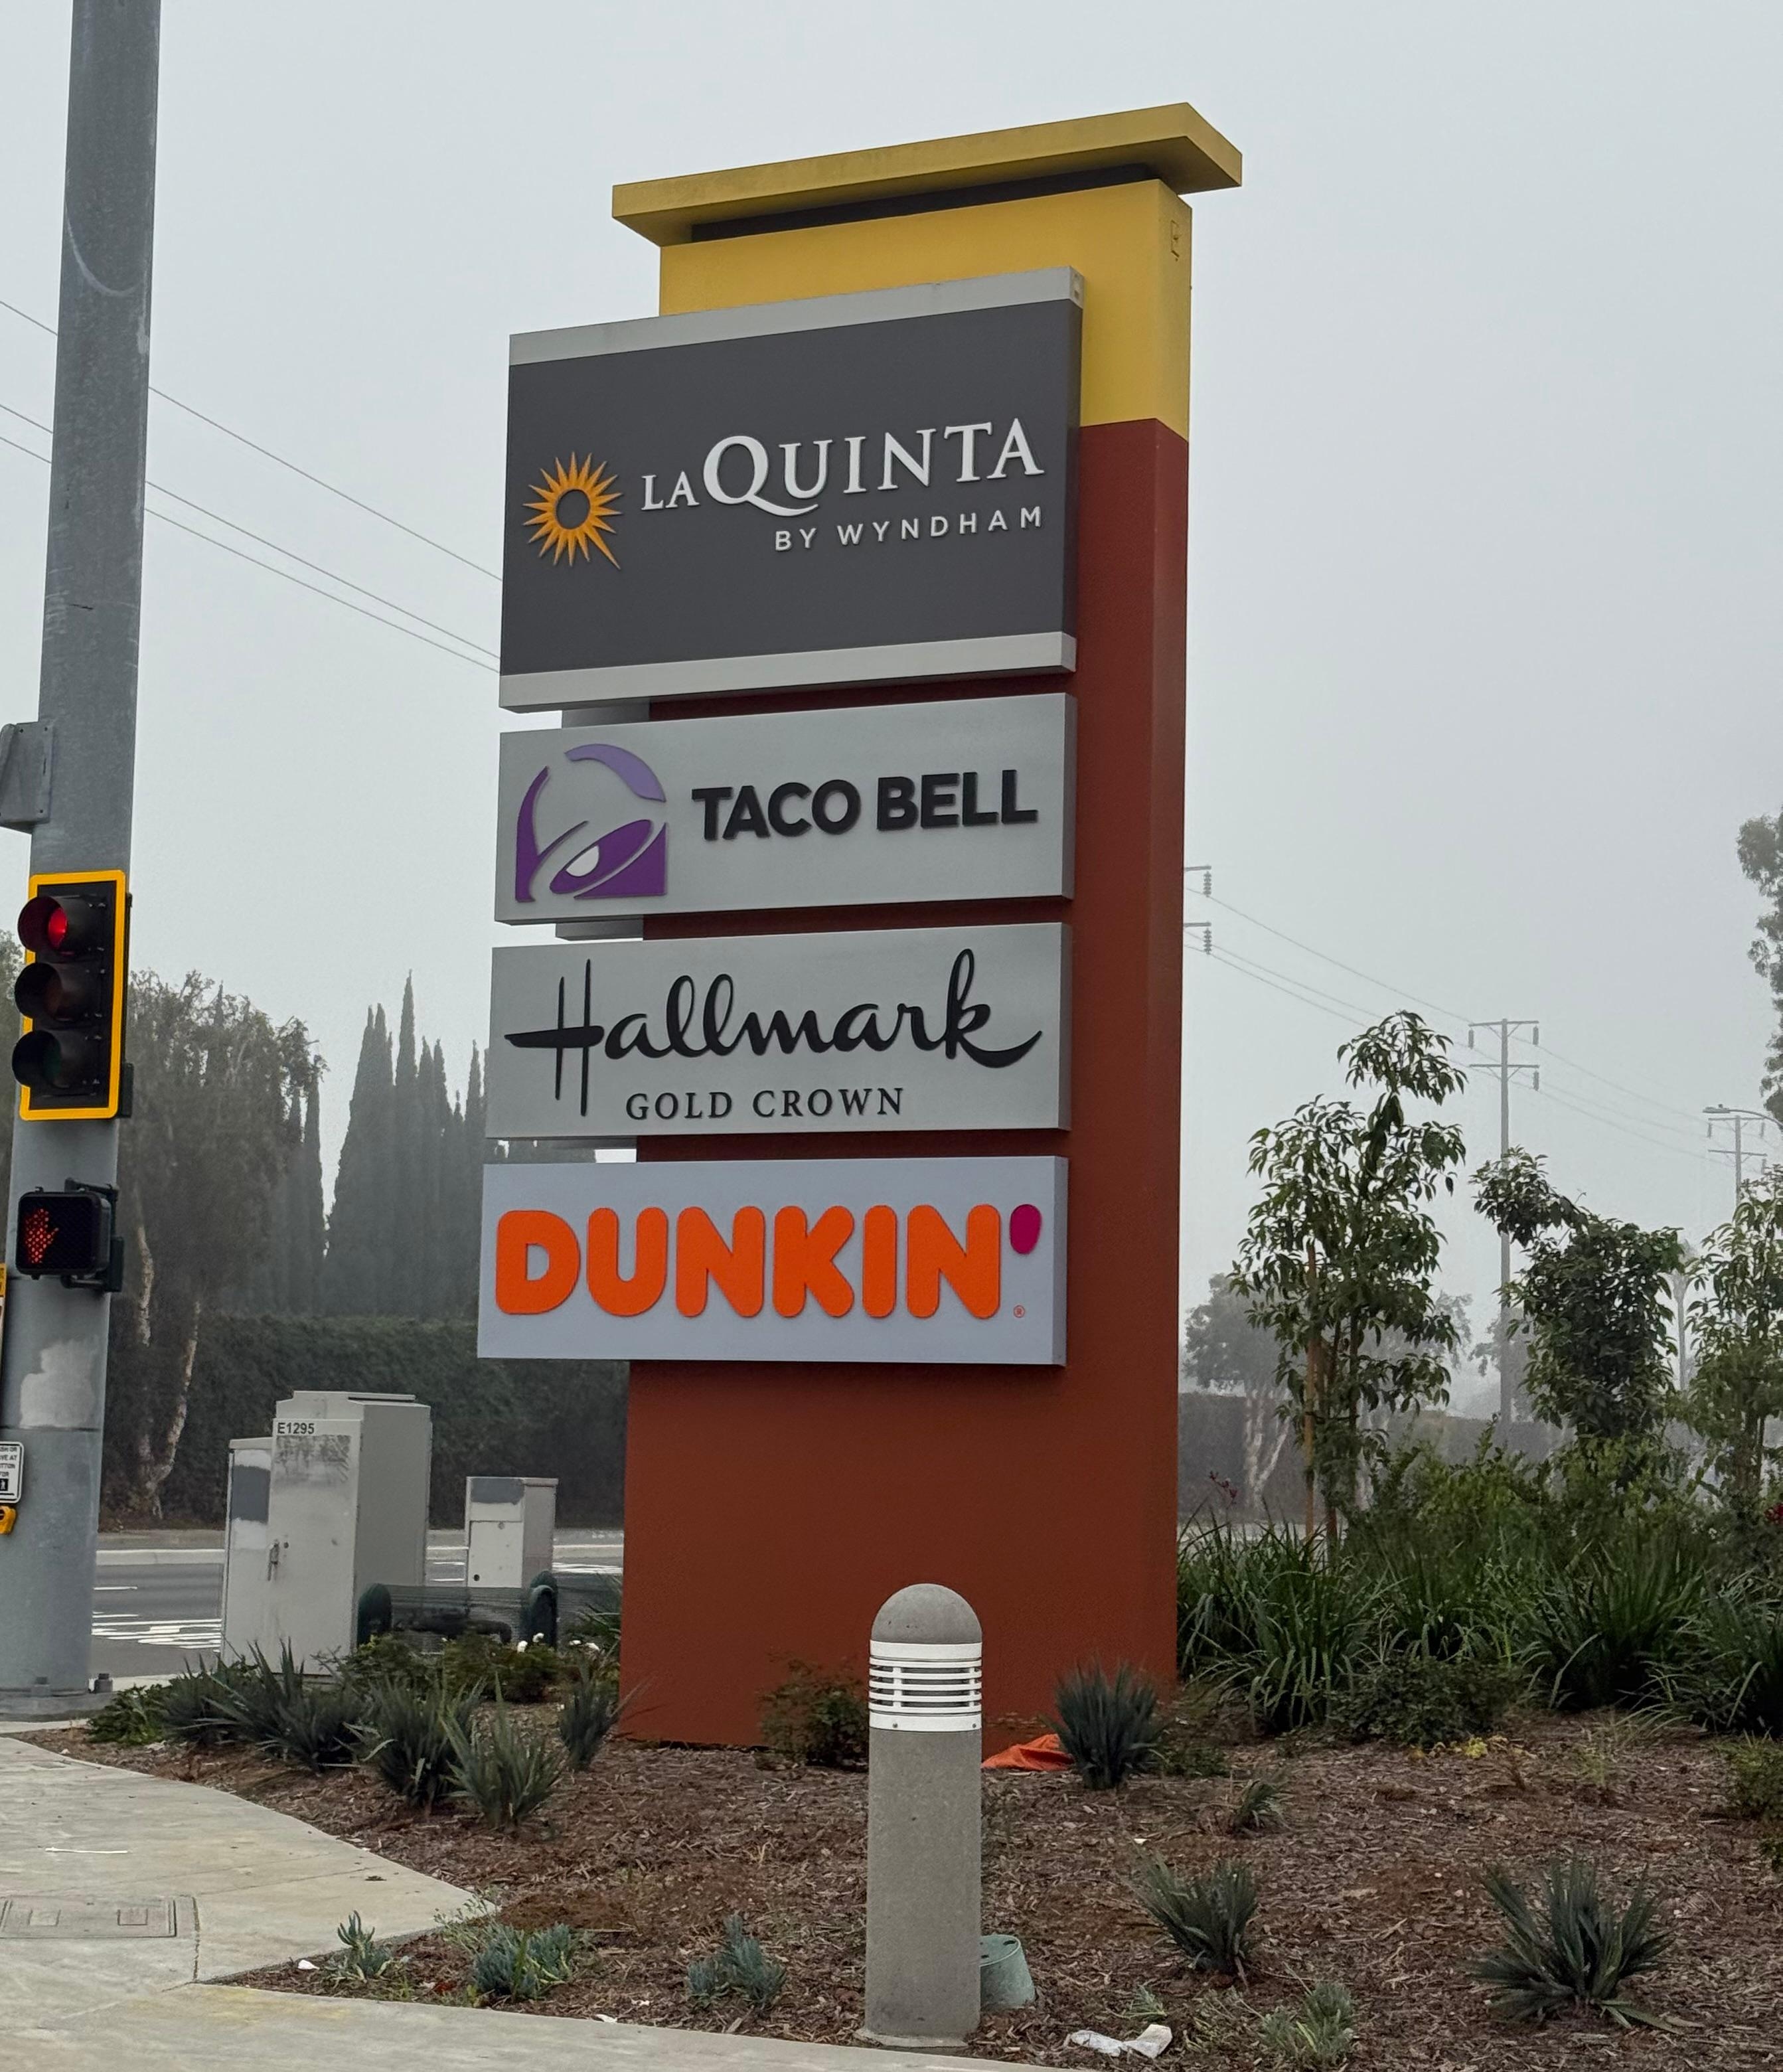 LAQUINTA
BY WYNDHAM
TACO BELL
Hallmark
GOLD CROWN
DUNKIN'
®
E1295